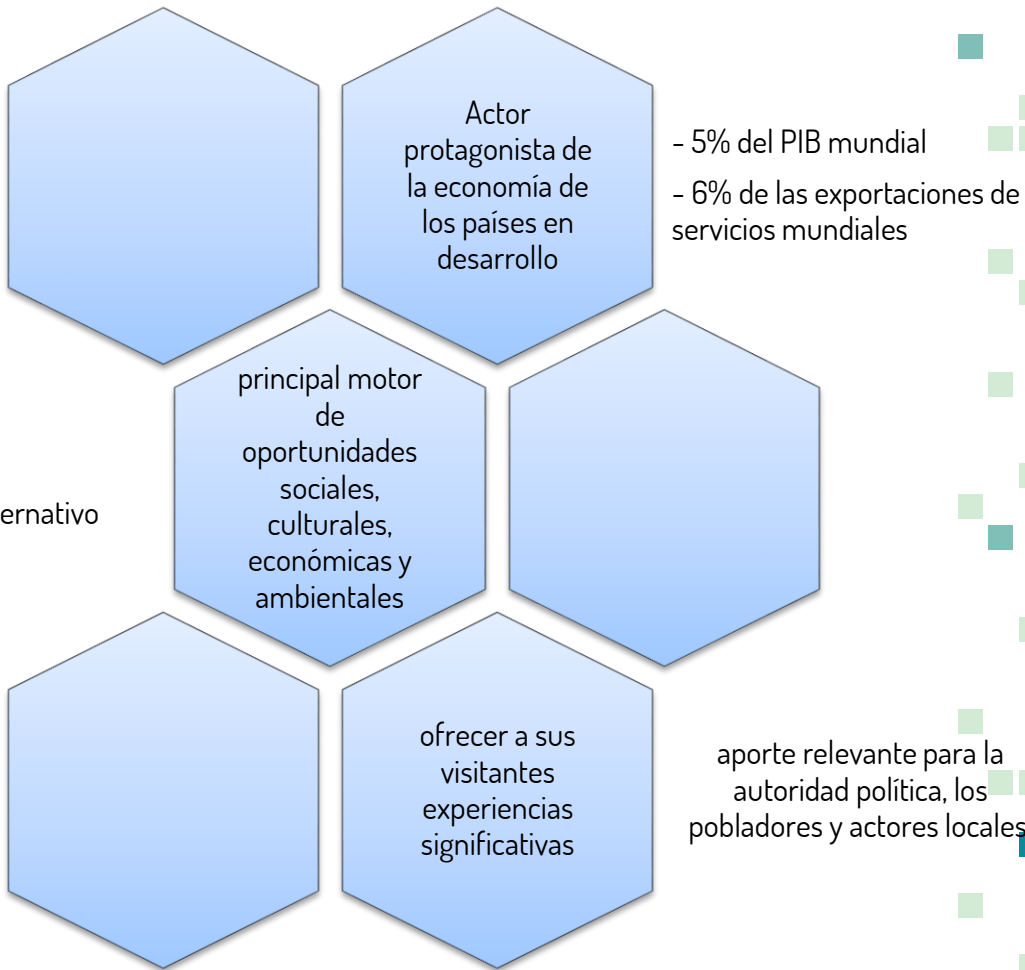 Actor
protagonista de
la economía de
los países en
desarrollo
- 5% del PIB mundial
- 6% de las exportaciones de
servicios mundiales
principal motor
de
oportunidades
sociales,
culturales,
económicas y
ambientales
ernativo
ofrecer a sus
visitantes
experiencias
significativas
aporte relevante para la
autoridad política, los
pobladores y actores locales